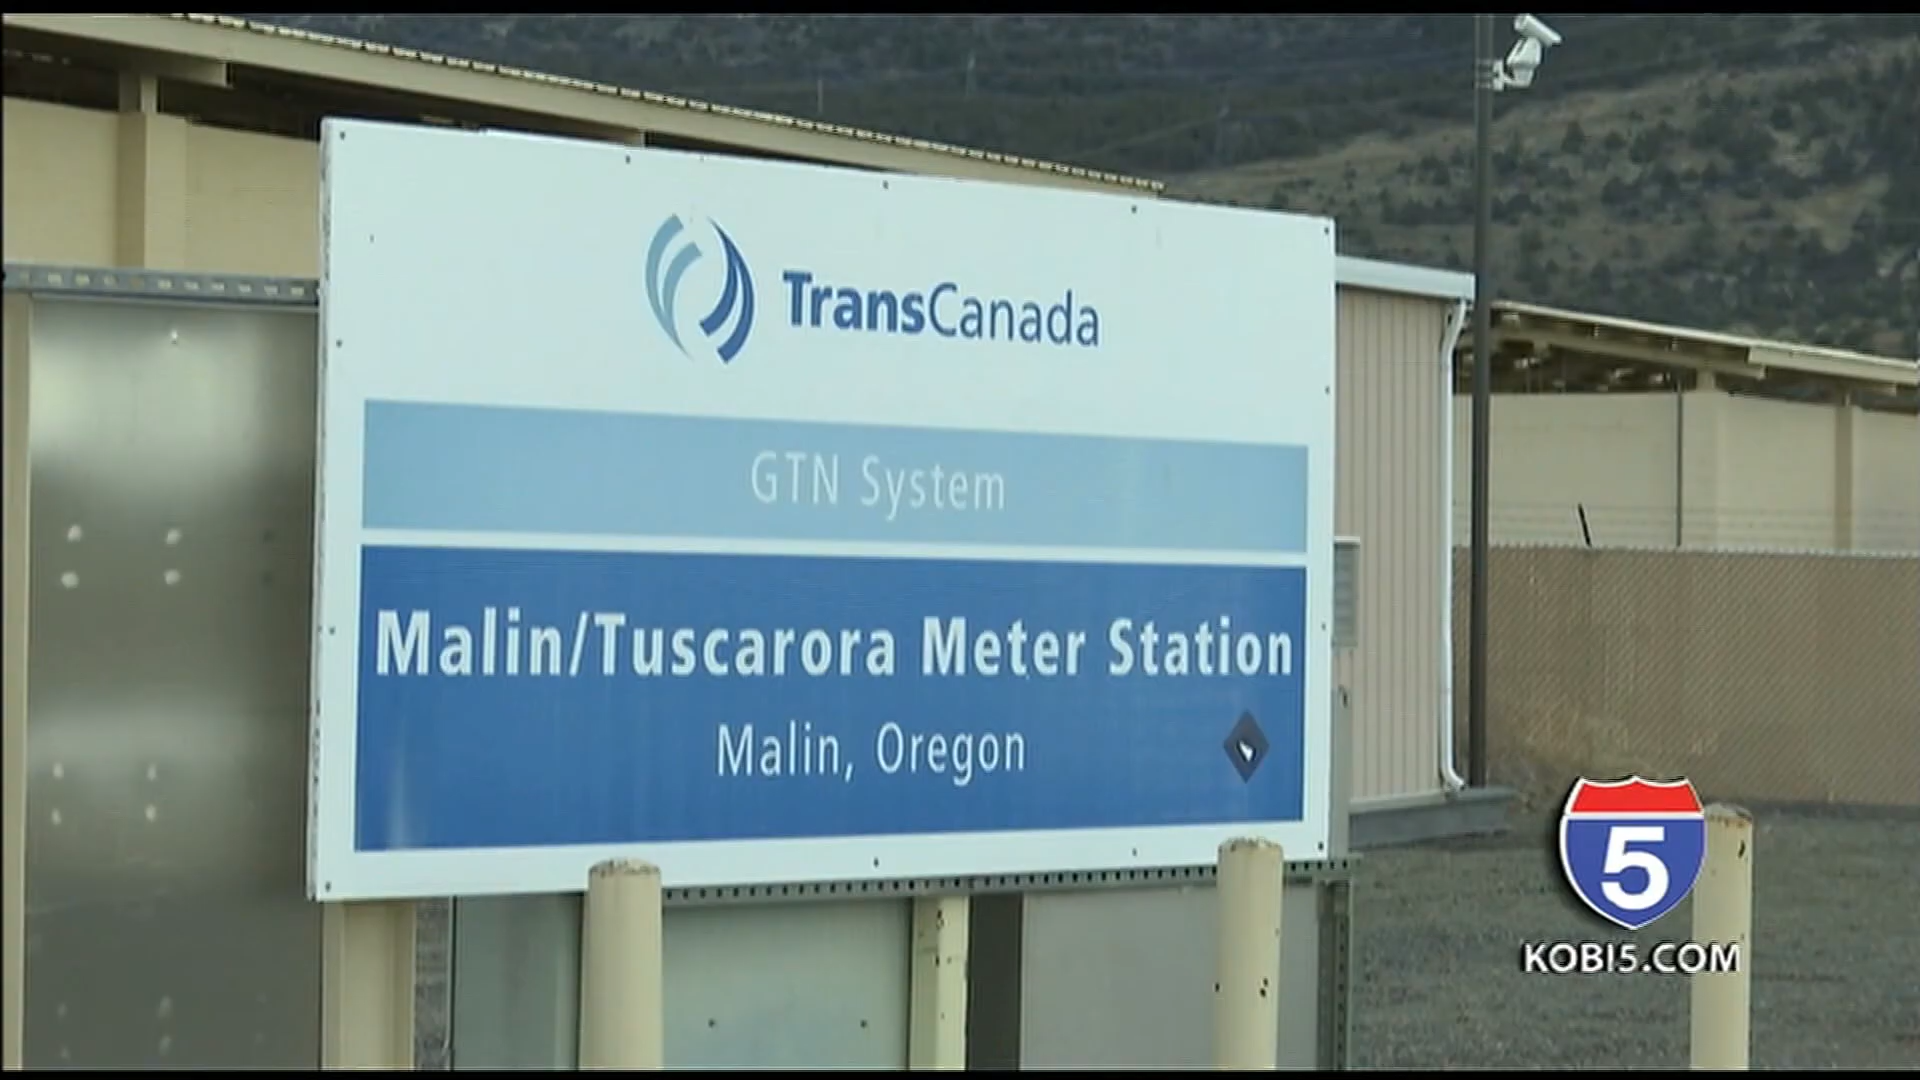 TransCanada
GTN System
Malin/Tuscarora Meter Station
Malin, Oregon
5
KOBI5.COM